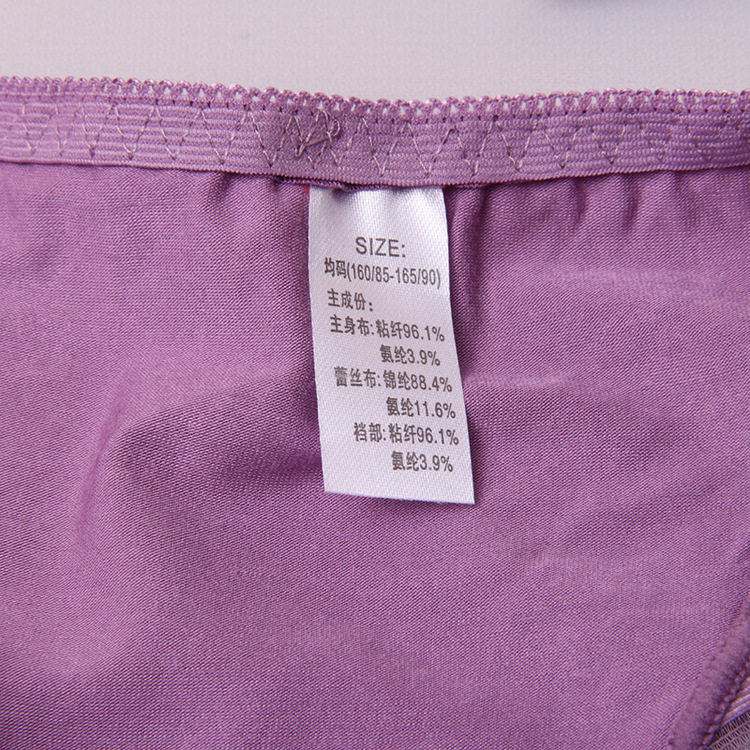 SIZE:
均码(160/85-165/90)
主成份:
主身布:粘纤96.1%
氨纶3.9%
蕾丝布:锦纶88.4%
氨纶11.6%
裆部:粘纤96.1%
氨纶3.9%